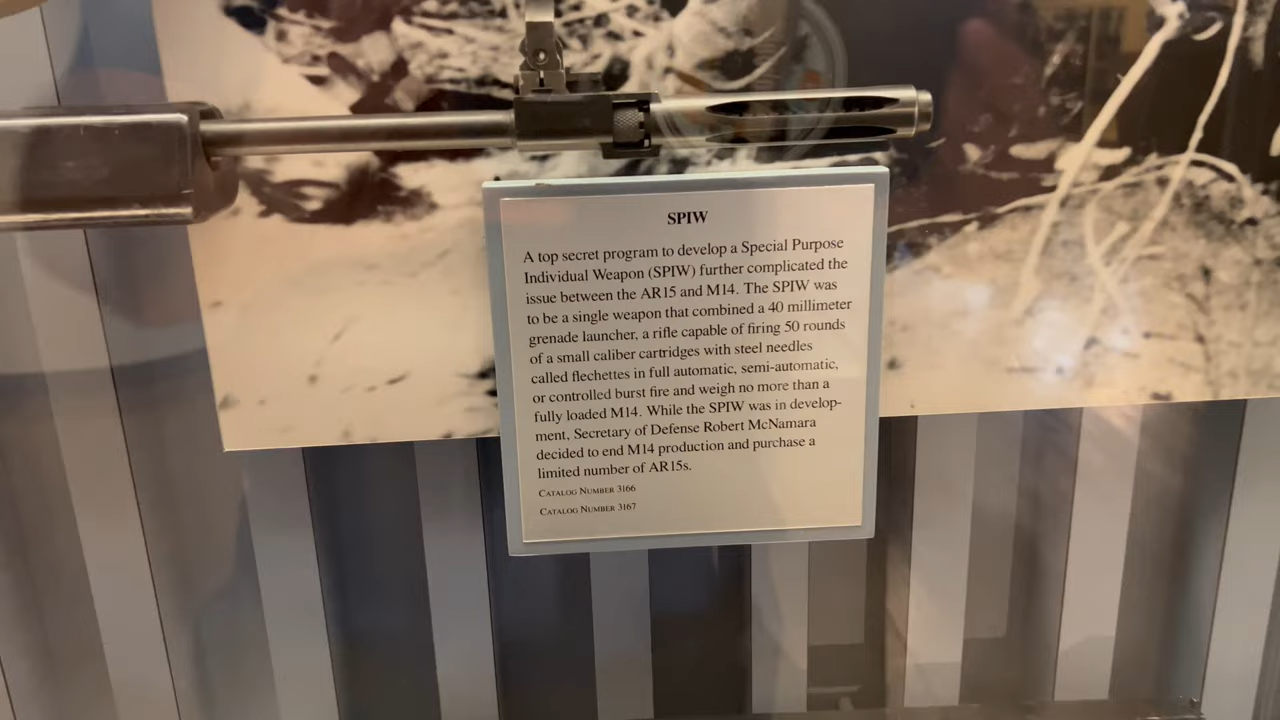 SPIW
A top secret program to develop a Special Purpose
Individual Weapon (SPIW) further complicated the
issue between the AR15 and M14. The SPIW was
to be a single weapon that combined a 40 millimeter
grenade launcher, a rifle capable of firing 50 rounds
of a small caliber cartridges with steel needles
called flechettes in full automatic, semi-automatic,
or controlled burst fire and weigh no more than a
fully loaded M14. While the SPIW was in develop-
ment, Secretary of Defense Robert McNamara
decided to end M14 production and purchase a
limited number of AR15s.
CATALOG NUMBER 3166
CATALOG NUMBER 3167